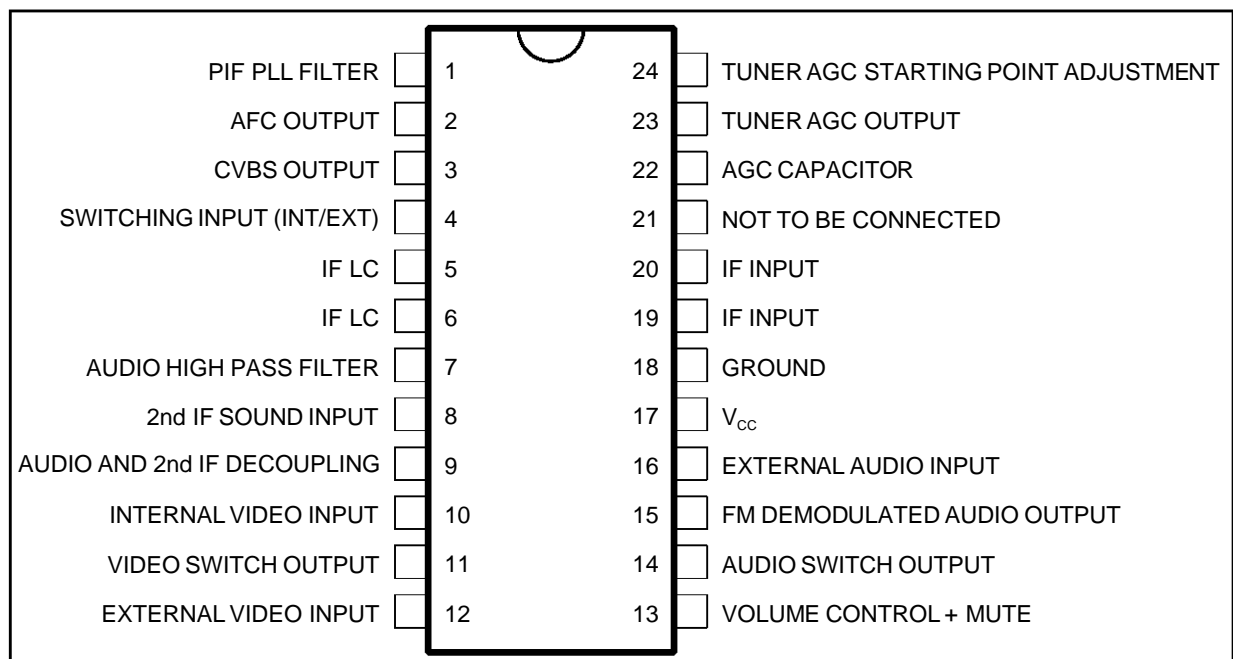 PIF PLL FILTER 1 24 TUNER AGC STARTING POINT ADJUSTMENT
AFC OUTPUT 2 23 TUNER AGC OUTPUT
CVBS OUTPUT 3 22 AGC CAPACITOR
SWITCHING INPUT (INT/EXT) 4 21 NOT TO BE CONNECTED
IF LC 5 20 IF INPUT
IF LC 6 19 IF INPUT
AUDIO HIGH PASS FILTER 7 18 GROUND
2nd IF SOUND INPUT 8 17 VCC
AUDIO AND 2nd IF DECOUPLING 9 16 EXTERNAL AUDIO INPUT
INTERNAL VIDEO INPUT 10 15 FM DEMODULATED AUDIO OUTPUT
VIDEO SWITCH OUTPUT 11 14 AUDIO SWITCH OUTPUT
EXTERNAL VIDEO INPUT 12 13 VOLUME CONTROL + MUTE